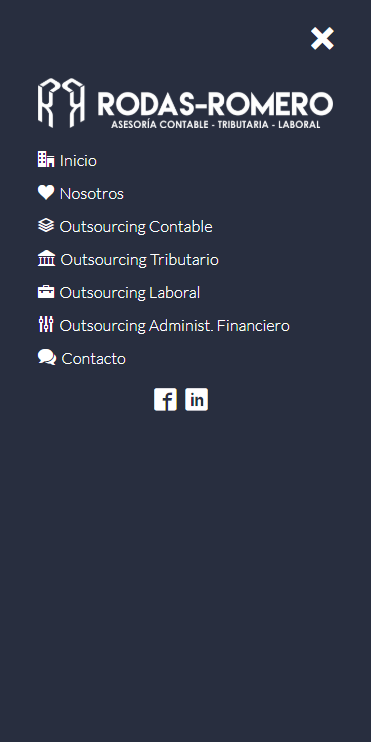 RODAS-ROMERO
ASESORÍA CONTABLE - TRIBUTARIA - LABORAL
Inicio
Nosotros
Outsourcing Contable
Outsourcing Tributario
Outsourcing Laboral
Outsourcing Administ. Financiero
Contacto